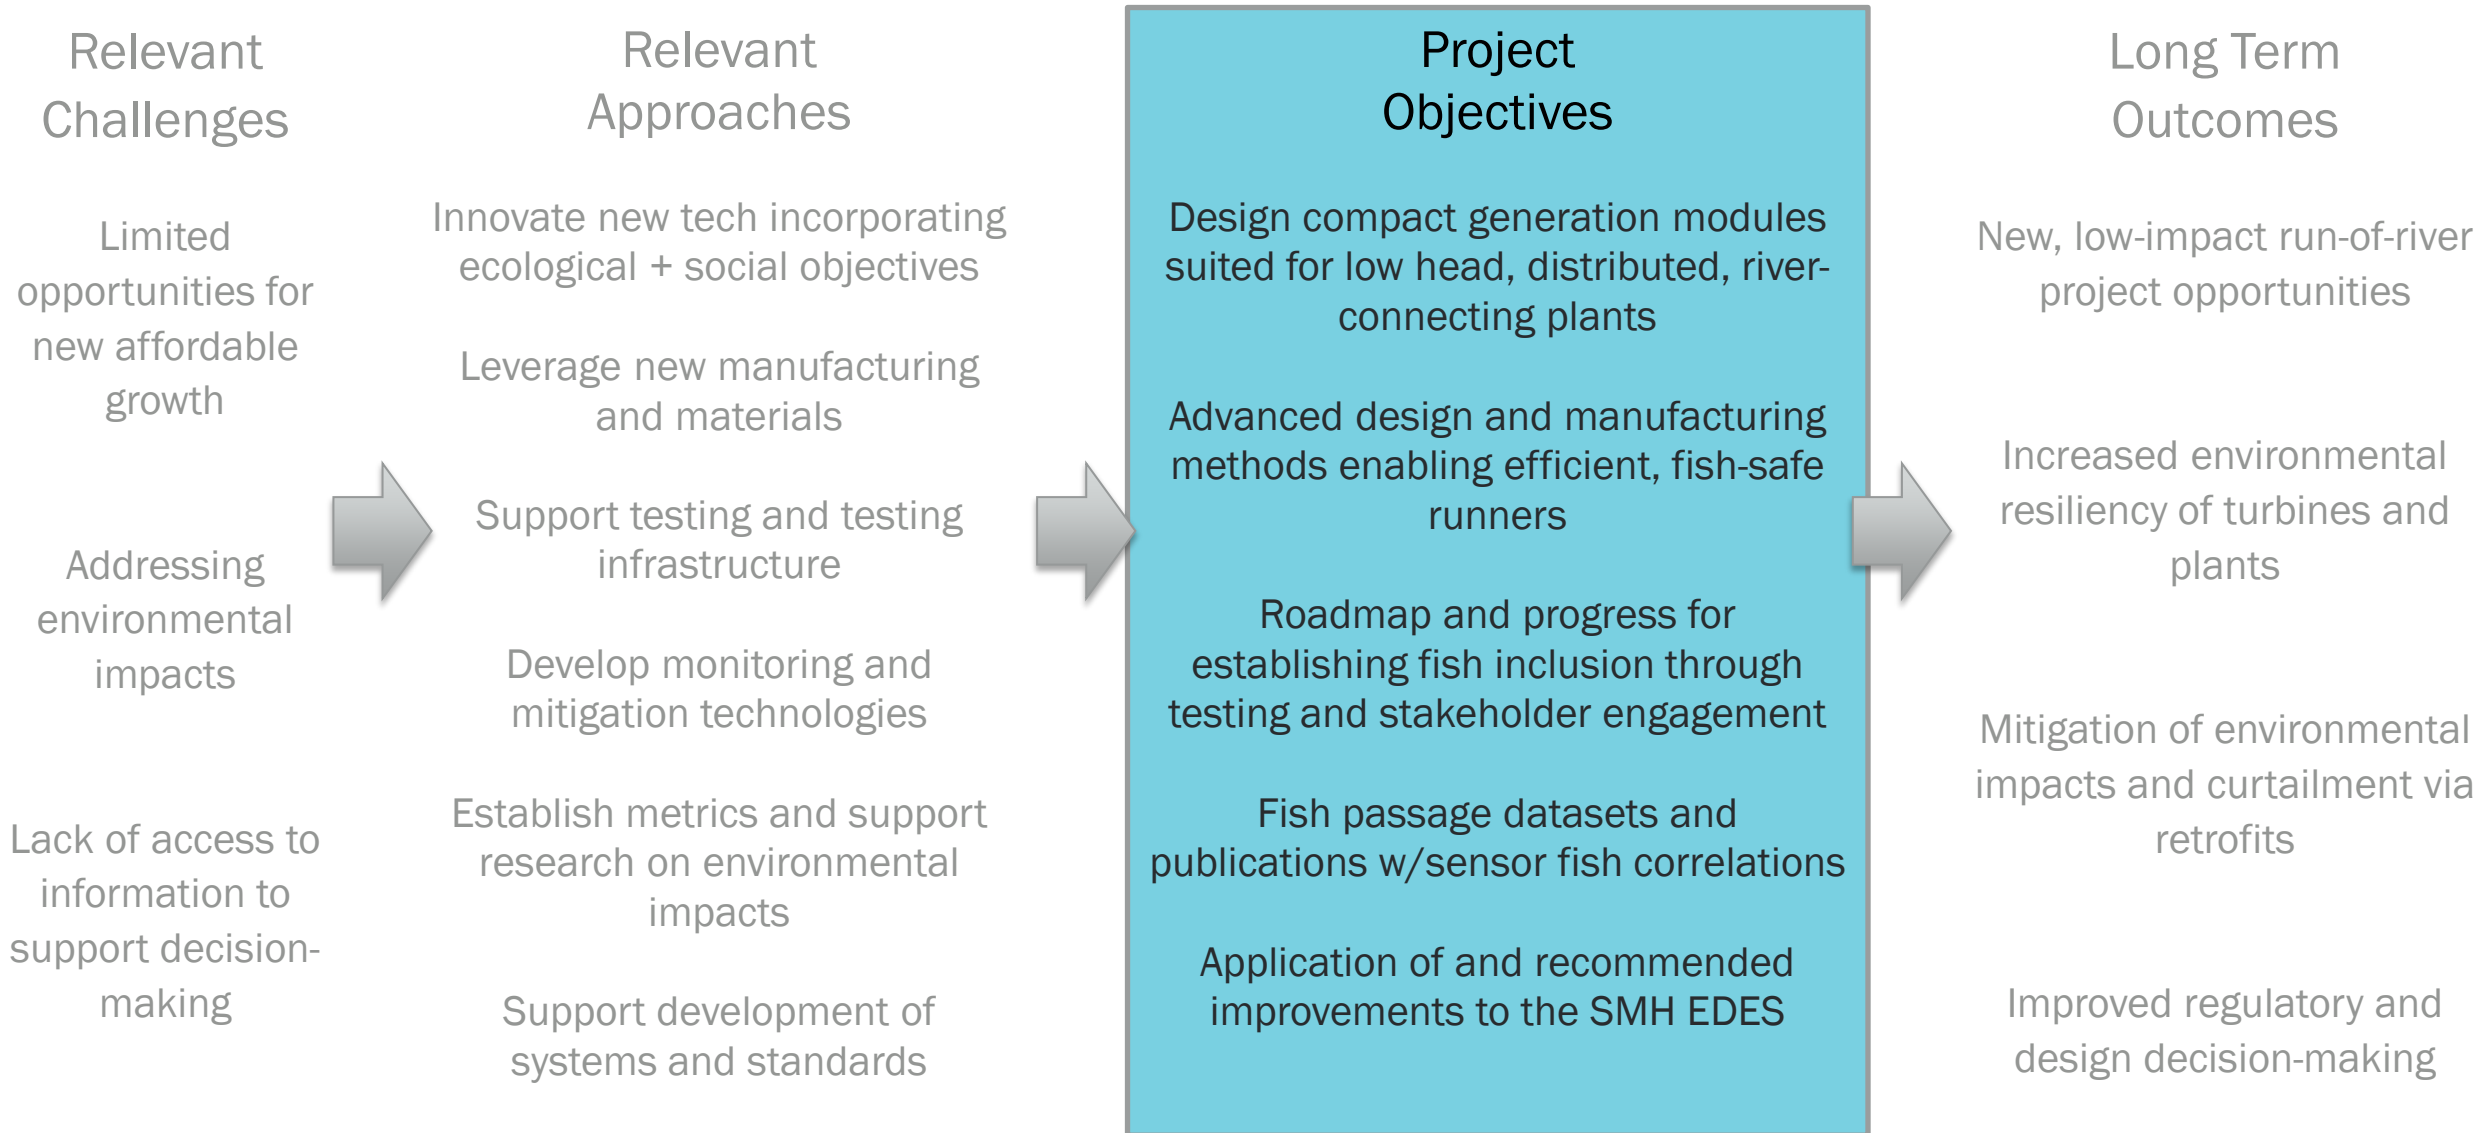 Relevant
Challenges
Limited
opportunities for
new affordable
growth
Addressing
environmental
impacts
Lack of access to
information to
support decision-
making
Relevant
Approaches
Innovate new tech incorporating
ecological + social objectives
Leverage new manufacturing
and materials
Support testing and testing
infrastructure
Develop monitoring and
mitigation technologies
Establish metrics and support
research on environmental
impacts
Support development of
systems and standards
Project
Objectives
Design compact generation modules
suited for low head, distributed, river-
connecting plants
Advanced design and manufacturing
methods enabling efficient, fish-safe
runners
Roadmap and progress for
establishing fish inclusion through
testing and stakeholder engagement
Fish passage datasets and
publications w/sensor fish correlations
Application of and recommended
improvements to the SMH EDES
Long Term
Outcomes
New, low-impact run-of-river
project opportunities
Increased environmental
resiliency of turbines and
plants
Mitigation of environmental
impacts and curtailment via
retrofits
Improved regulatory and
design decision-making